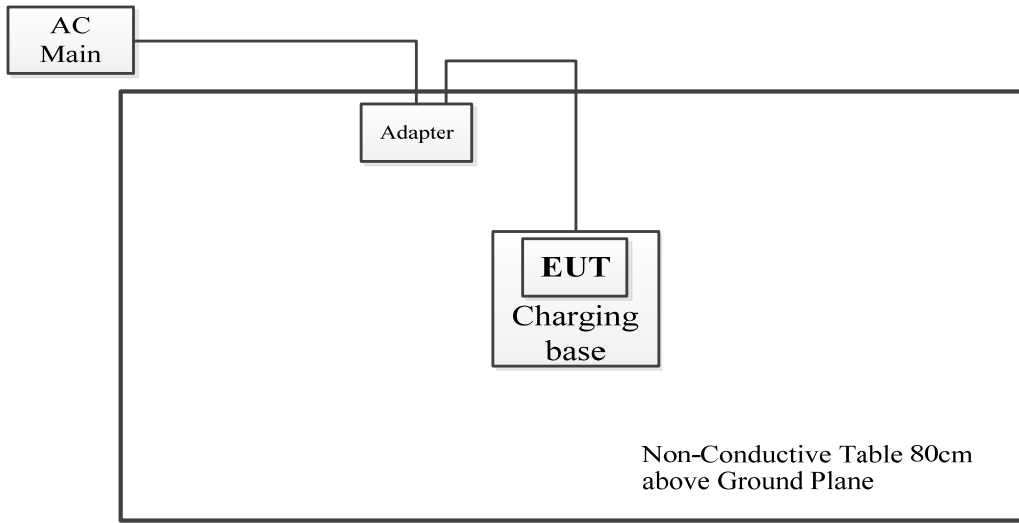 AC
Main
Adapter
EUT
Charging
base
Non-Conductive Table 80cm
above Ground Plane